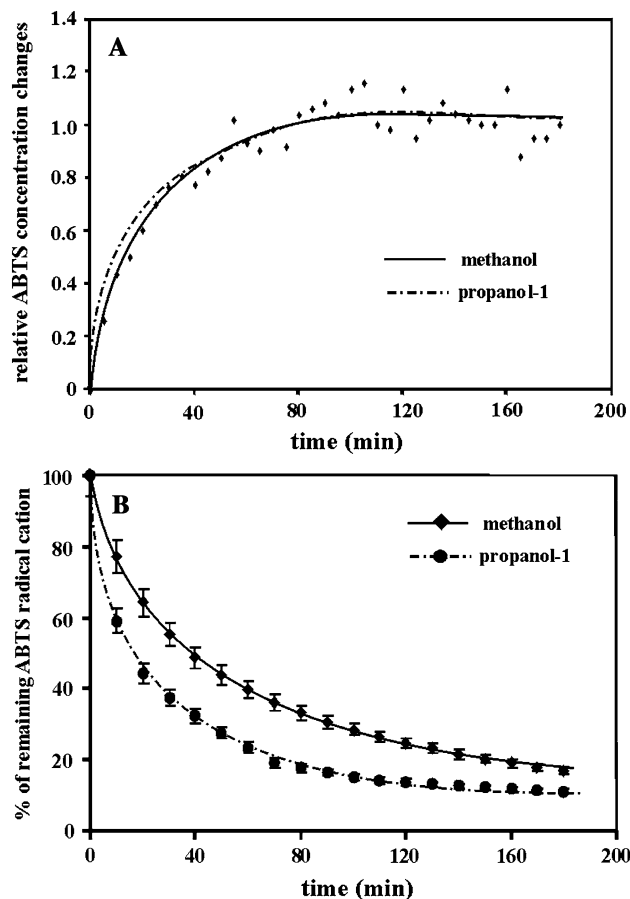 A
relative ABTS concentration changes
1.4
1.2
1.0
0.8
0.6
0.4
0.2
0
methanol
propanol-1
0 40 80 120 160 200
time (min)
B
% of remaining ABTS radical cation
100
80
60
40
20
0
methanol
propanol-1
0 40 80 120 160 200
time (min)